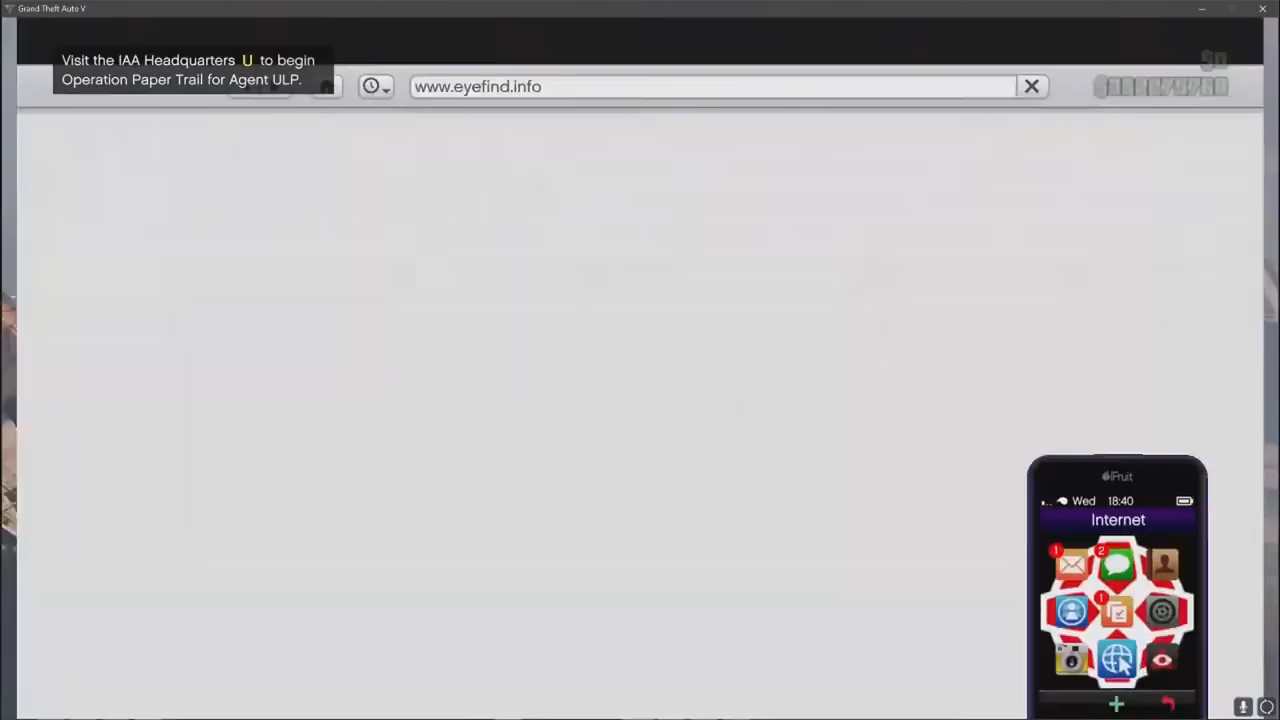 Grand Theft Auto V
Visit the IAA Headquarters U to begin
Operation Paper Trail for Agent ULP.
www.eyefind.info
iFruit
Wed 18:40
Internet
1
2
1